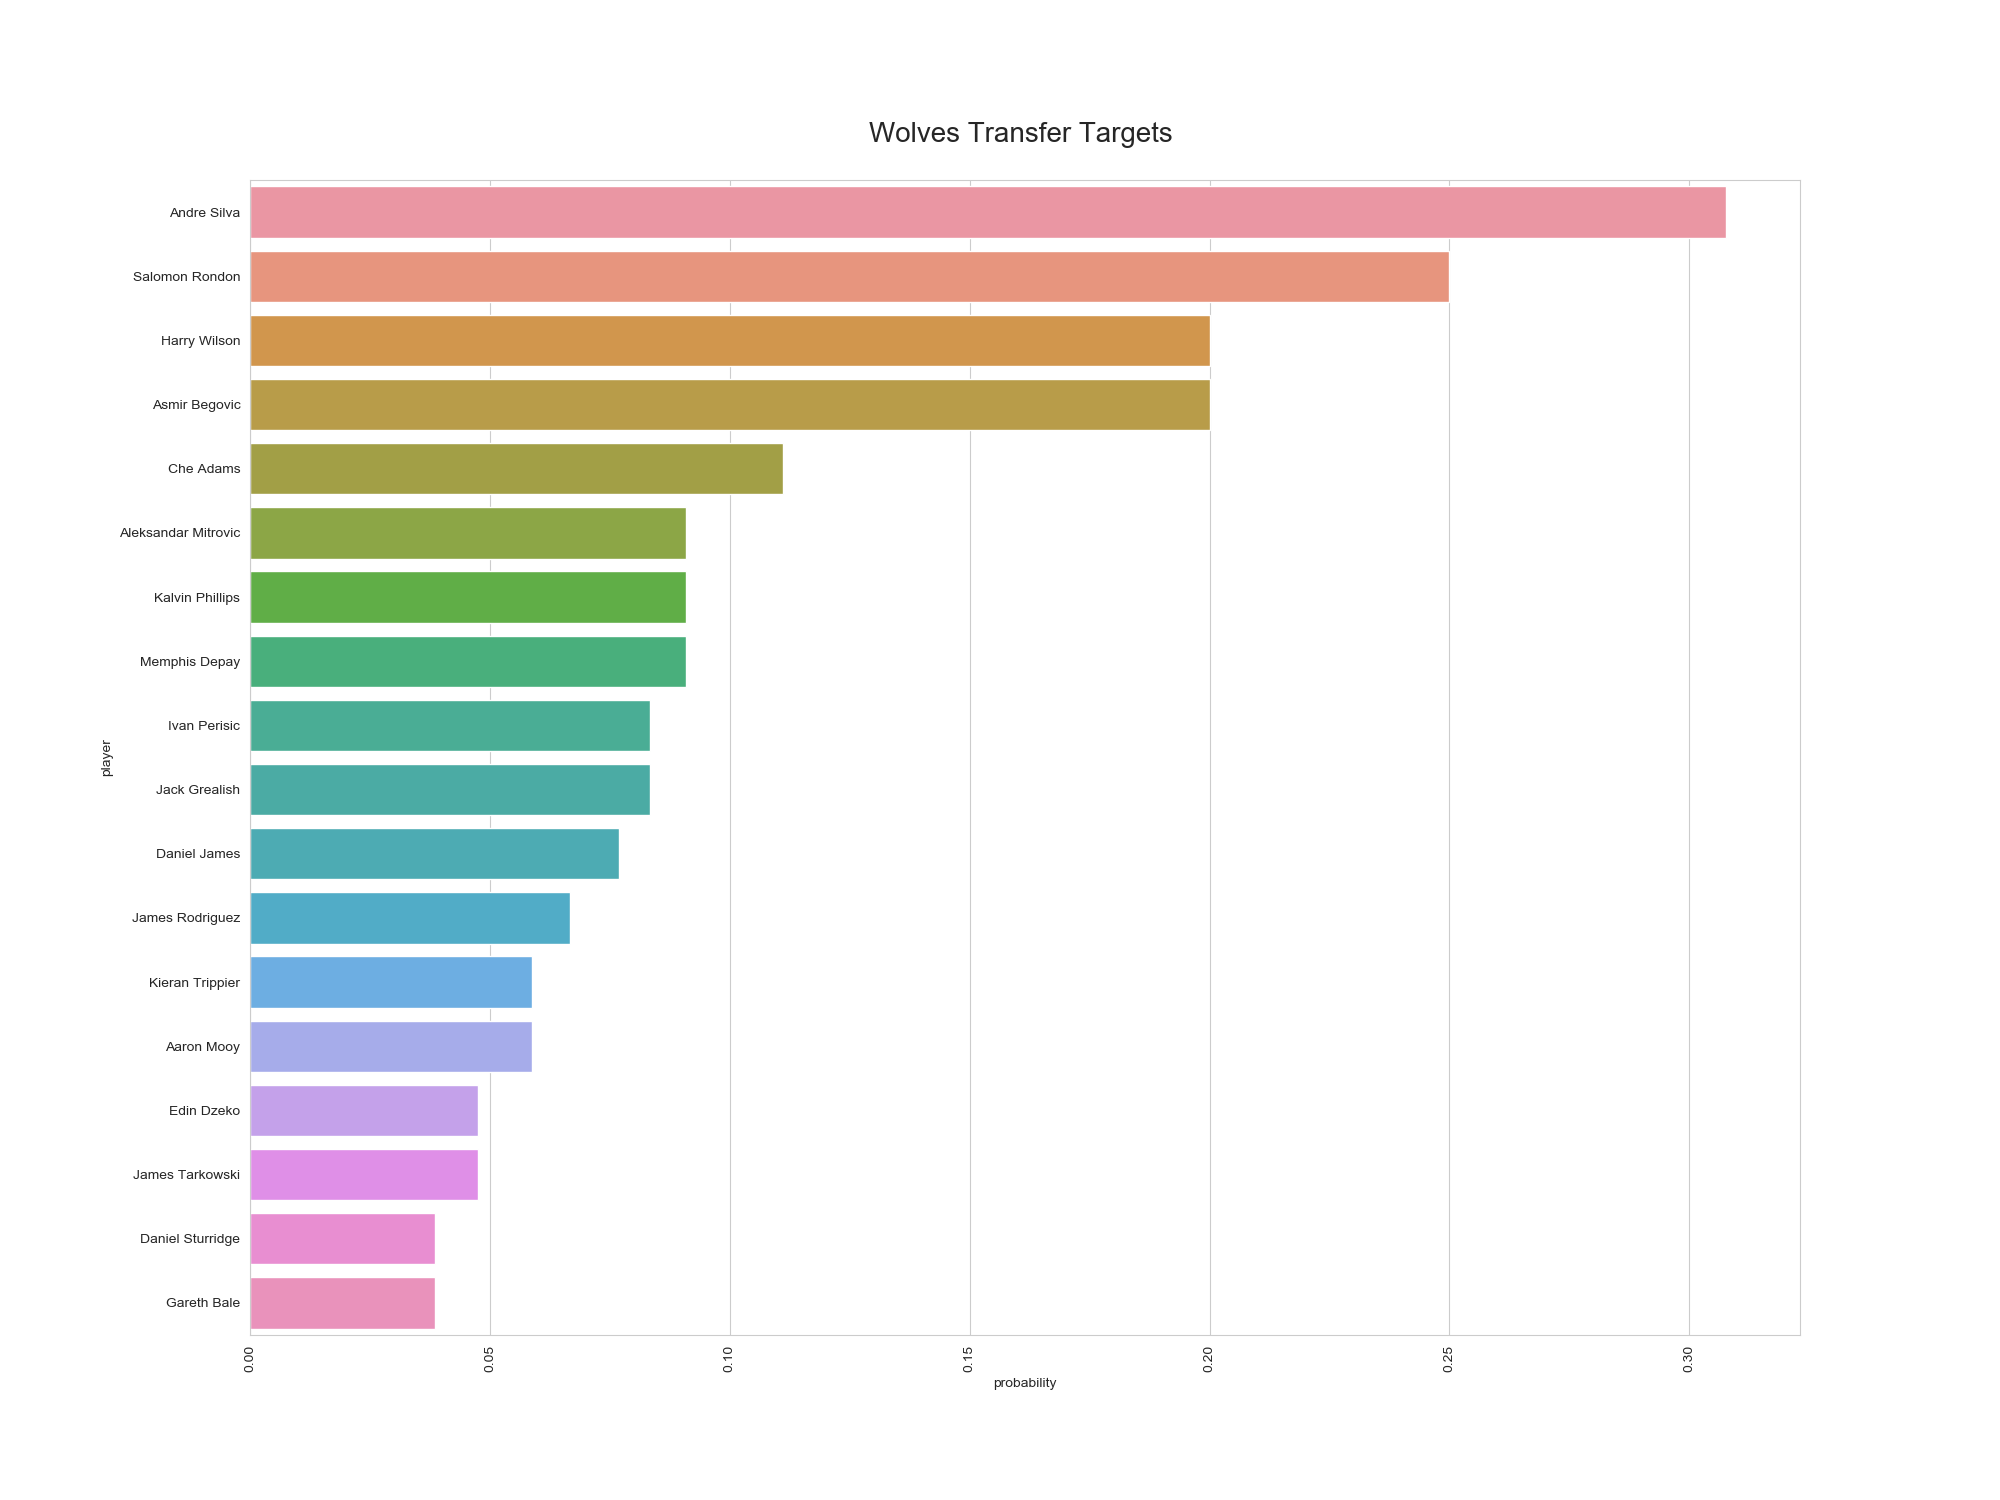 Wolves Transfer Targets
Andre Silva
Salomon Rondon
Harry Wilson
Asmir Begovic
Che Adams
Aleksandar Mitrovic
Kalvin Phillips
Memphis Depay
Ivan Perisic
Jack Grealish
Daniel James
James Rodriguez
Kieran Trippier
Aaron Mooy
Edin Dzeko
James Tarkowski
Daniel Sturridge
Gareth Bale
player
0.00
0.05
0.10
0.15
0.20
0.25
0.30
probability